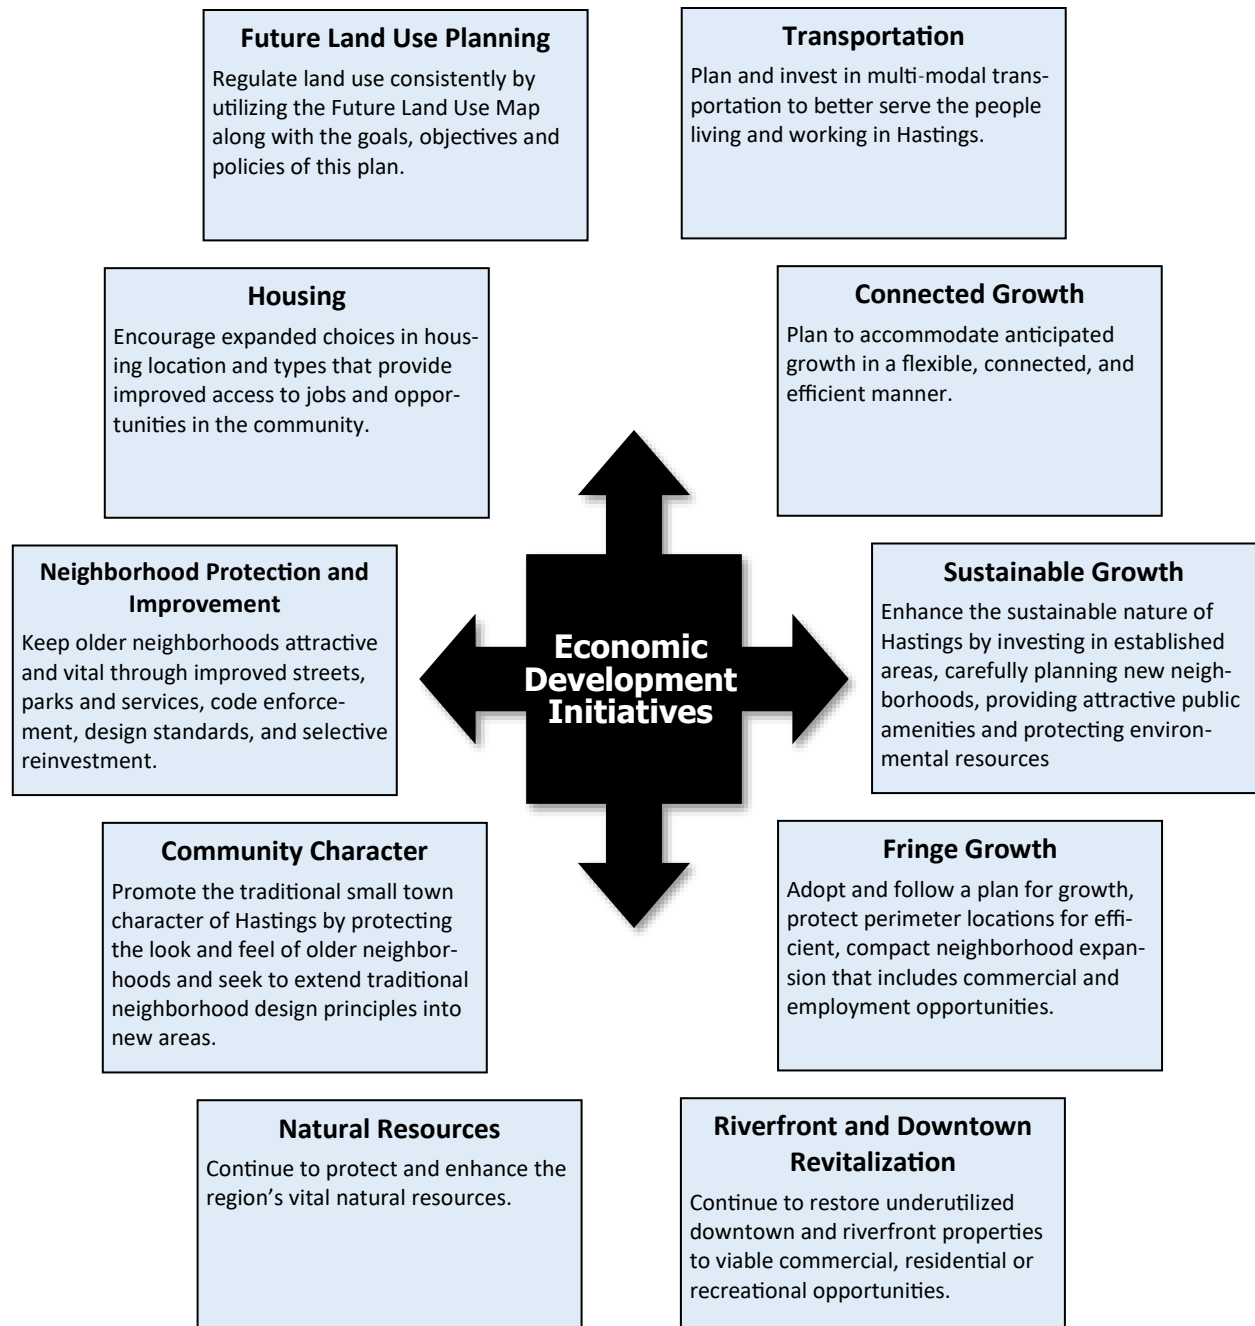 Future Land Use Planning
Regulate land use consistently by
utilizing the Future Land Use Map
along with the goals, objectives and
policies of this plan.
Transportation
Plan and invest in multi-modal trans-
portation to better serve the people
living and working in Hastings.
Housing
Encourage expanded choices in hous-
ing location and types that provide
improved access to jobs and oppor-
tunities in the community.
Connected Growth
Plan to accommodate anticipated
growth in a flexible, connected, and
efficient manner.
Neighborhood Protection and
Improvement
Keep older neighborhoods attractive
and vital through improved streets,
parks and services, code enforce-
ment, design standards, and selective
reinvestment.
Economic
Development
Initiatives
Sustainable Growth
Enhance the sustainable nature of
Hastings by investing in established
areas, carefully planning new neigh-
borhoods, providing attractive public
amenities and protecting environ-
mental resources
Community Character
Promote the traditional small town
character of Hastings by protecting
the look and feel of older neighbor-
hoods and seek to extend traditional
neighborhood design principles into
new areas.
Fringe Growth
Adopt and follow a plan for growth,
protect perimeter locations for effi-
cient, compact neighborhood expan-
sion that includes commercial and
employment opportunities.
Natural Resources
Continue to protect and enhance the
region’s vital natural resources.
Riverfront and Downtown
Revitalization
Continue to restore underutilized
downtown and riverfront properties
to viable commercial, residential or
recreational opportunities.